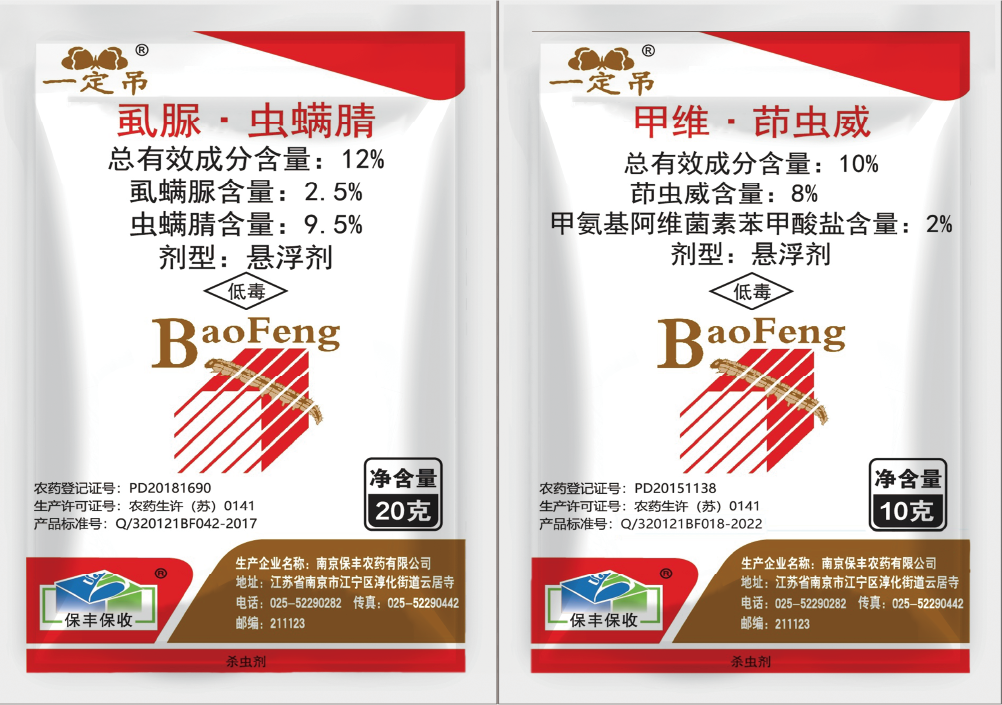 一定吊®
虱脲·虫螨腈
总有效成分含量：12%
虱螨脲含量：2.5%
虫螨腈含量：9.5%
剂型：悬浮剂
低毒
BaoFeng
农药登记证号：PD20181690
生产许可证号：农药生许（苏）0141
产品标准号：Q/320121BF042-2017
净含量
20克
®
保丰保收
生产企业名称：南京保丰农药有限公司
地址：江苏省南京市江宁区淳化街道云居寺
电话：025-52290282 传真：025-52290442
邮编：211123
杀虫剂
一定吊®
甲维·茚虫威
总有效成分含量：10%
茚虫威含量：8%
甲氨基阿维菌素苯甲酸盐含量：2%
剂型：悬浮剂
低毒
BaoFeng
农药登记证号：PD20151138
生产许可证号：农药生许（苏）0141
产品标准号：Q/320121BF018-2022
净含量
10克
®
保丰保收
生产企业名称：南京保丰农药有限公司
地址：江苏省南京市江宁区淳化街道云居寺
电话：025-52290282 传真：025-52290442
邮编：211123
杀虫剂